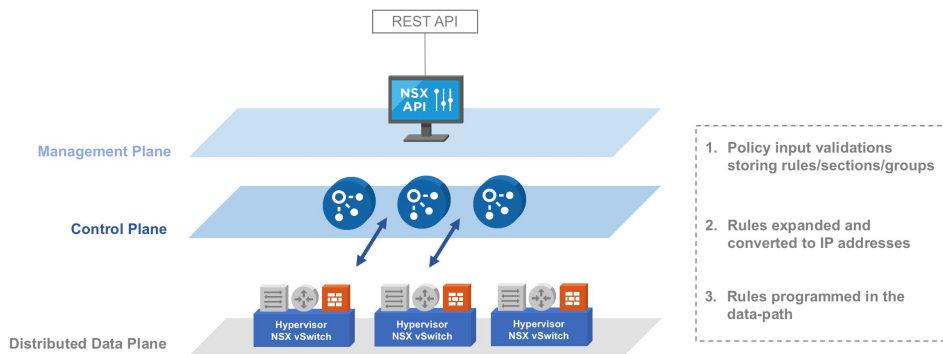 REST API
NSX
API
Management Plane
Control Plane
Hypervisor
NSX vSwitch
Hypervisor
NSX vSwitch
Hypervisor
NSX vSwitch
Distributed Data Plane
1. Policy input validations
storing rules/sections/groups
2. Rules expanded and
converted to IP addresses
3. Rules programmed in the
data-path